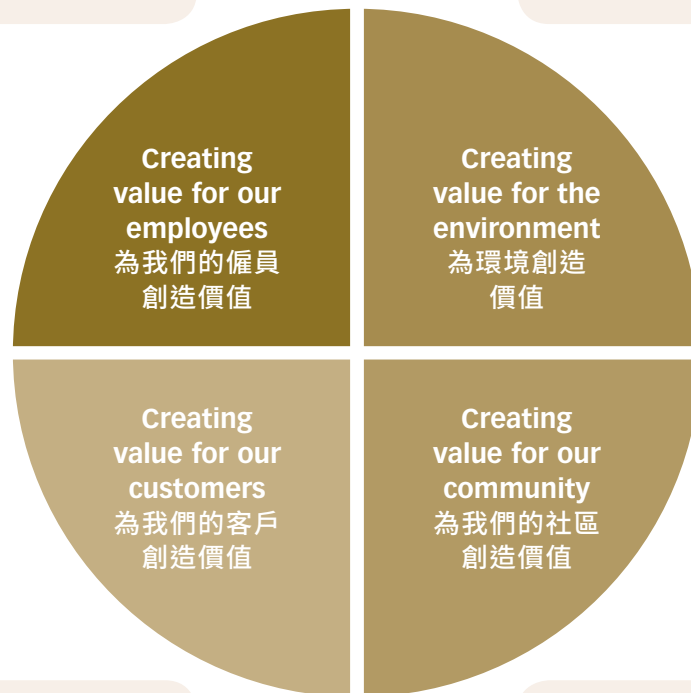 Creating
value for our
employees
為我們的僱員
創造價值
Creating
value for the
environment
為環境創造
價值
Creating
value for our
customers
為我們的客戶
創造價值
Creating
value for our
community
為我們的社區
創造價值